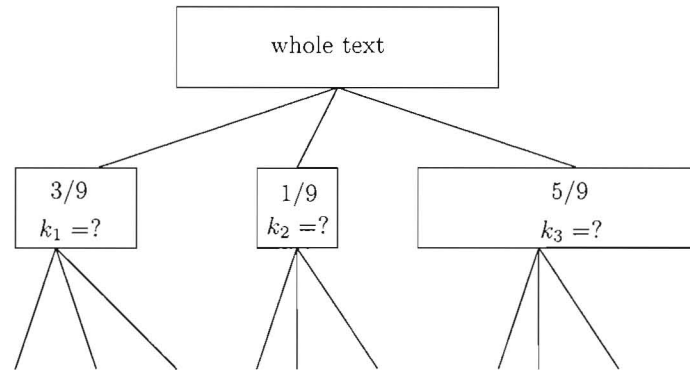 whole text
3/9
k₁ =?
1/9
k₂ =?
5/9
k₃ =?